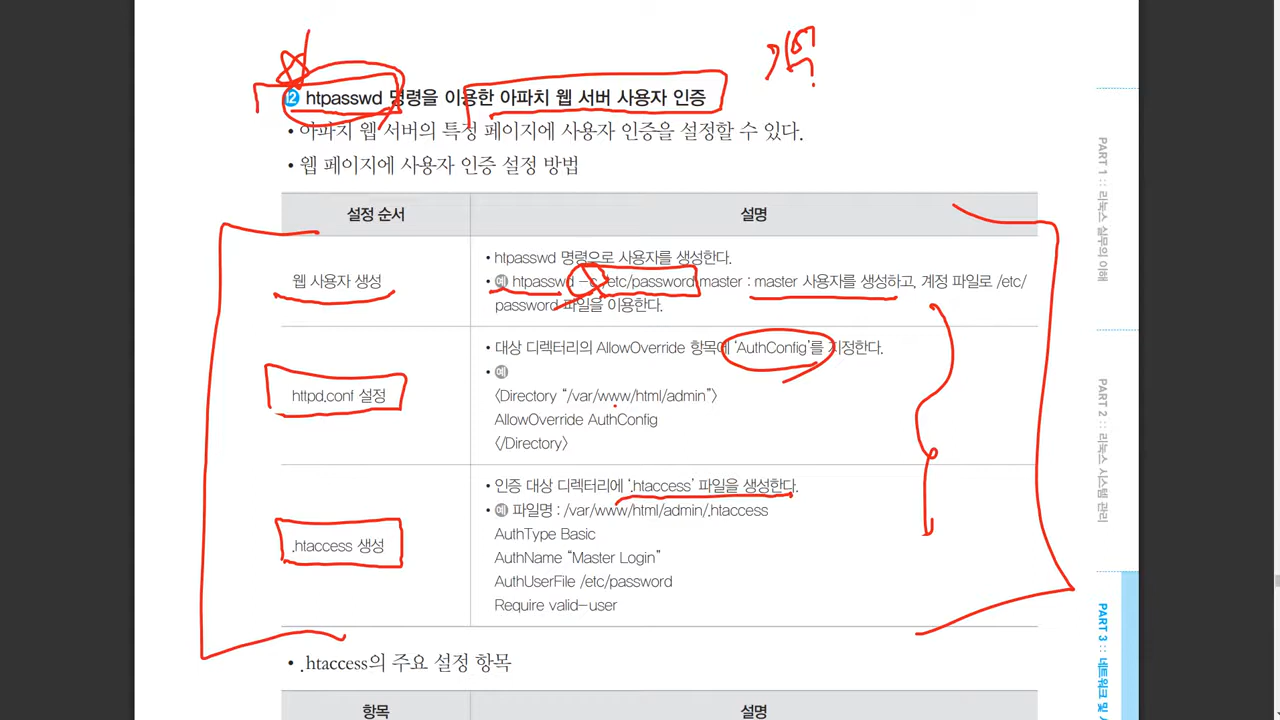 ⑫ htpasswd 명령을 이용한 아파치 웹 서버 사용자 인증
• 아파치 웹 서버의 특정 페이지에 사용자 인증을 설정할 수 있다.
• 웹 페이지에 사용자 인증 설정 방법
설정 순서 설명
웹 사용자 생성
• htpasswd 명령으로 사용자를 생성한다.
• 예 htpasswd -c /etc/password master : master 사용자를 생성하고, 계정 파일로 /etc/
password 파일을 이용한다.
httpd.conf 설정
• 대상 디렉터리의 AllowOverride 항목에 ‘AuthConfig’를 지정한다.
• 예
〈Directory “/var/www/html/admin”〉
AllowOverride AuthConfig
〈/Directory〉
.htaccess 생성
• 인증 대상 디렉터리에 ‘.htaccess’ 파일을 생성한다.
• 예 파일명 : /var/www/html/admin/.htaccess
AuthType Basic
AuthName “Master Login”
AuthUserFile /etc/password
Require valid-user
• .htaccess의 주요 설정 항목
항목 설명
PART 1 :: 리눅스 실무의 이해
PART 2 :: 리눅스 시스템 관리
PART 3 :: 네트워크 및